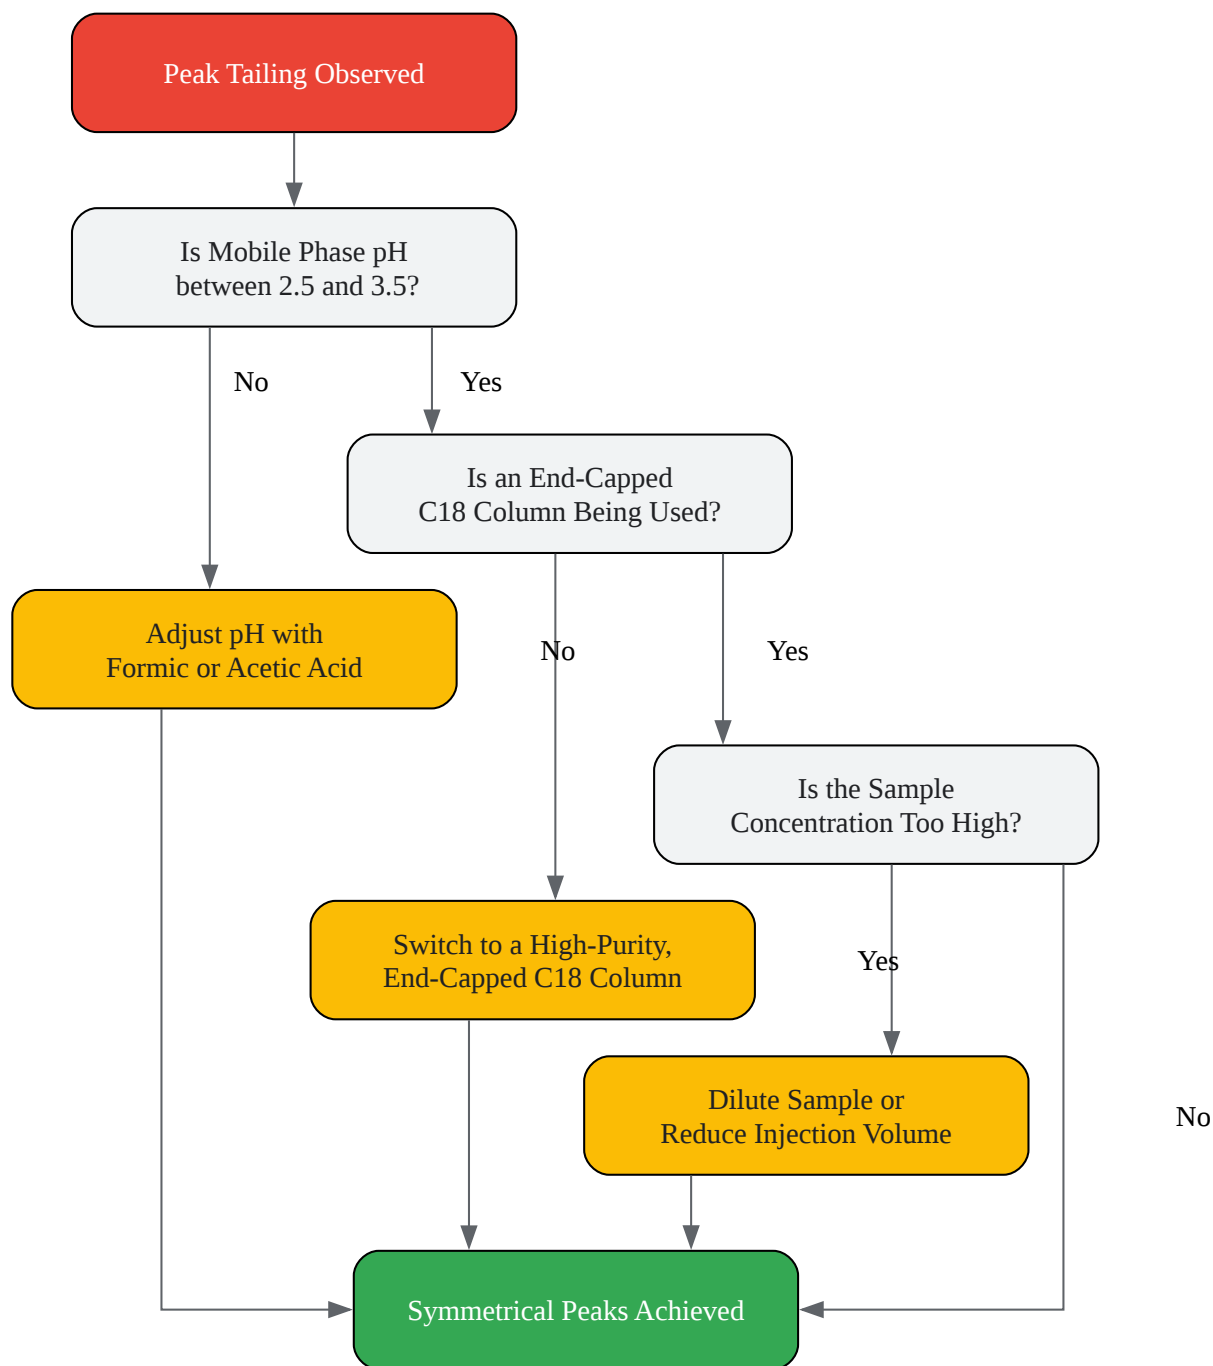 Peak Tailing Observed
Is Mobile Phase pH
between 2.5 and 3.5?
No
Yes
Is an End-Capped
C18 Column Being Used?
Adjust pH with
Formic or Acetic Acid
No
Yes
Is the Sample
Concentration Too High?
Switch to a High-Purity,
End-Capped C18 Column
Yes
Dilute Sample or
Reduce Injection Volume
No
Symmetrical Peaks Achieved